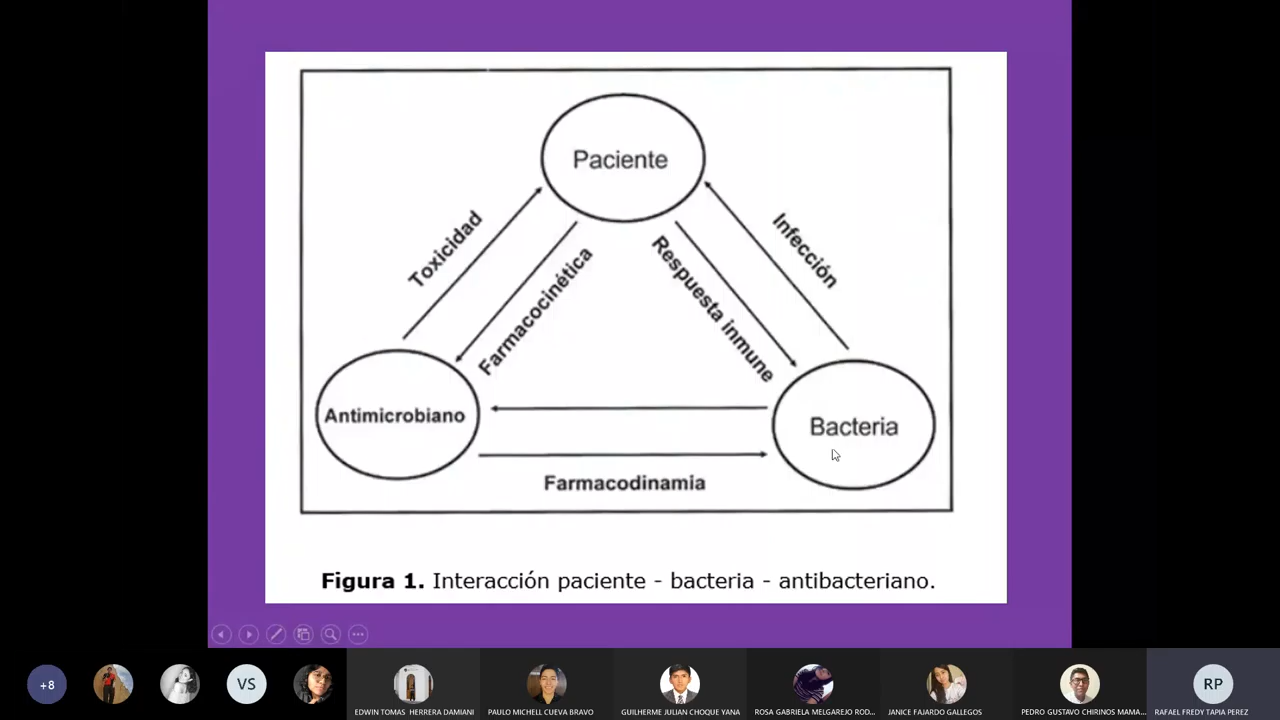 Paciente
Toxicidad
Farmacocinética
Respuesta inmune
Infección
Antimicrobiano
Bacteria
Farmacodinamia
Figura 1. Interacción paciente - bacteria - antibacteriano.
+8
VS
EDWIN TOMAS HERRERA DAMIANI
PAULO MICHELL CUEVA BRAVO
GUILHERME JULIAN CHOQUE YANA
ROSA GABRIELA MELGAREJO ROD...
JANICE FAJARDO GALLEGOS
PEDRO GUSTAVO CHIRINOS MAMA...
RP
RAFAEL FREDY TAPIA PEREZ